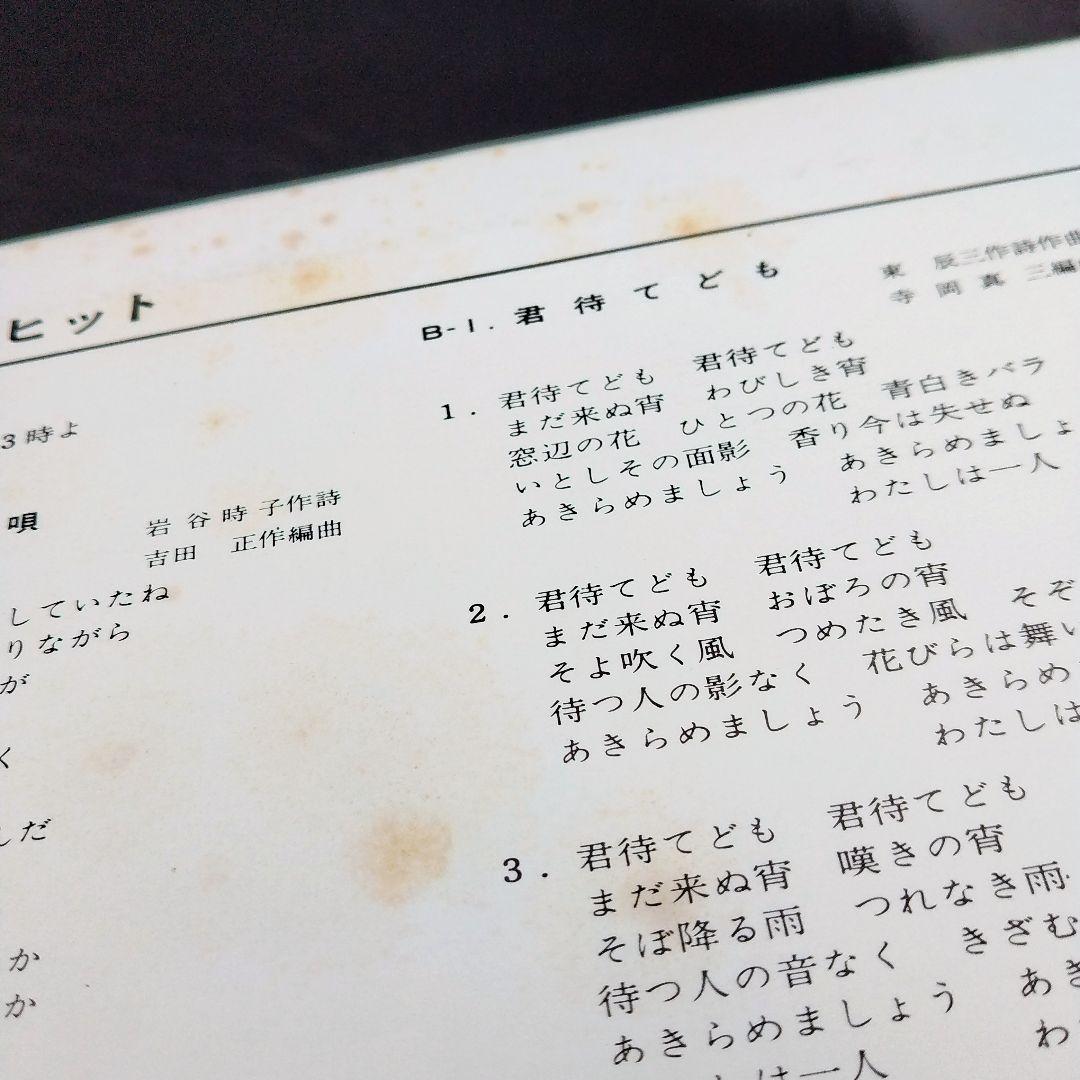 ヒット
3時よ
唄
岩谷時子作詩
吉田 正作編曲
していたね
りながら
が
く
しだ
か
か
B-1. 君待てども
東 辰三作詩作曲
寺岡真三編
1. 君待てども 君待てども
まだ来ぬ宵 わびしき宵
窓辺の花 ひとつの花 青白きバラ
いとしその面影 香り今は失せぬ
あきらめましょう あきらめましょ
わたしは一人
2. 君待てども 君待てども
まだ来ぬ宵 おぼろの宵
そよ吹く風 つめたき風 そぞ
待つ人の影なく 花びらは舞い
あきらめましょう あきらめ
わたしは
3. 君待てども 君待てども
まだ来ぬ宵 嘆きの宵
そぼ降る雨 つれなき雨
待つ人の音なく きざむ
あきらめましょう あき
わた
は一人